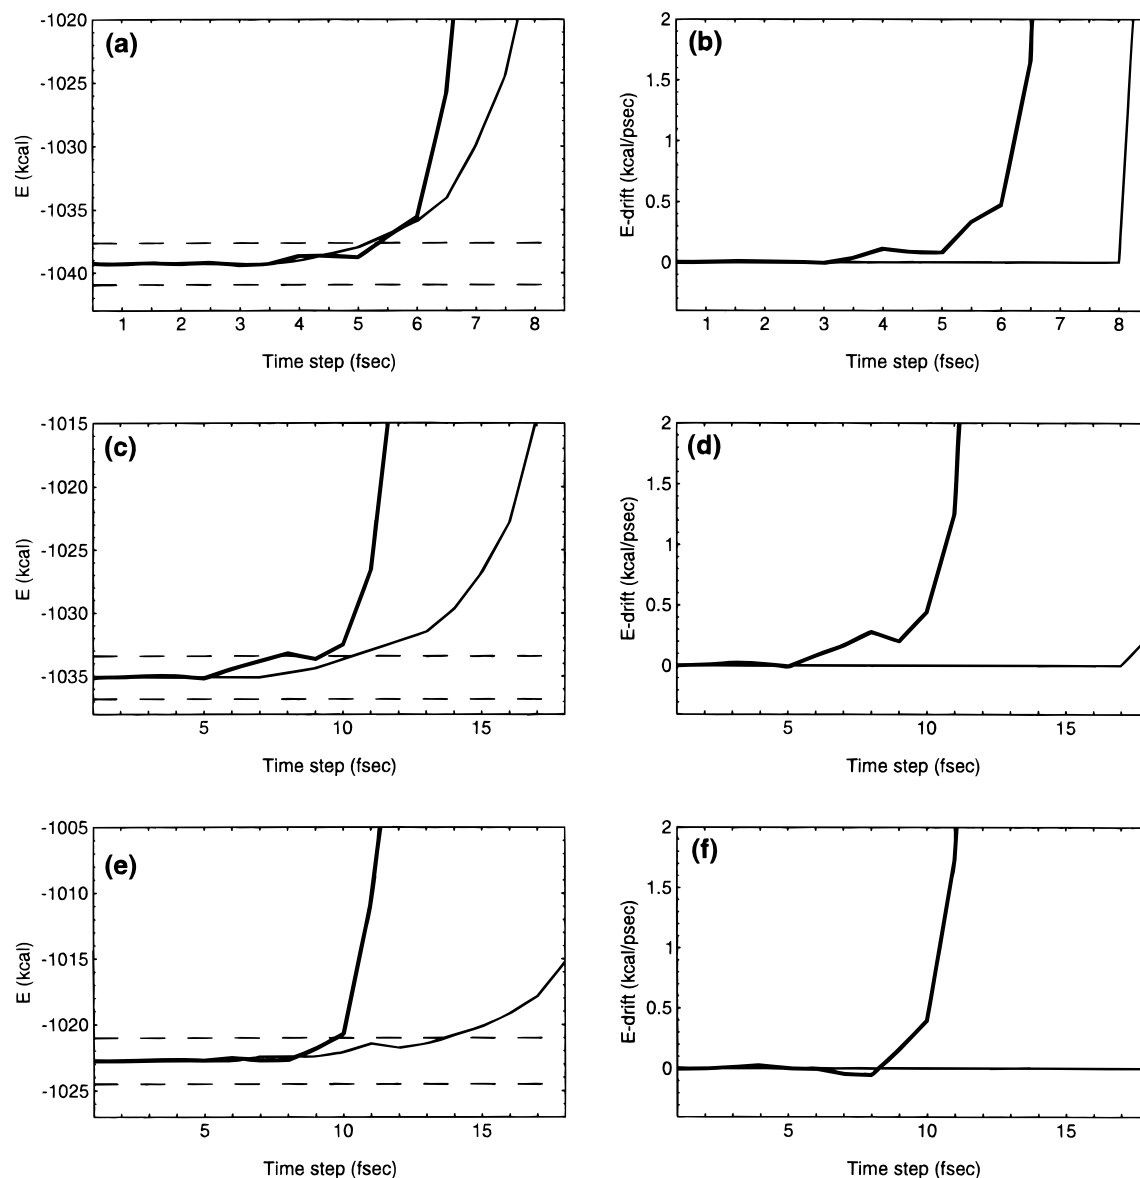 (a)
E (kcal)
-1020
-1025
-1030
-1035
-1040
1 2 3 4 5 6 7 8
Time step (fsec)
(b)
E-drift (kcal/psec)
2
1.5
1
0.5
0
1 2 3 4 5 6 7 8
Time step (fsec)
(c)
E (kcal)
-1015
-1020
-1025
-1030
-1035
5 10 15
Time step (fsec)
(d)
E-drift (kcal/psec)
2
1.5
1
0.5
0
5 10 15
Time step (fsec)
(e)
E (kcal)
-1005
-1010
-1015
-1020
-1025
5 10 15
Time step (fsec)
(f)
E-drift (kcal/psec)
2
1.5
1
0.5
0
5 10 15
Time step (fsec)